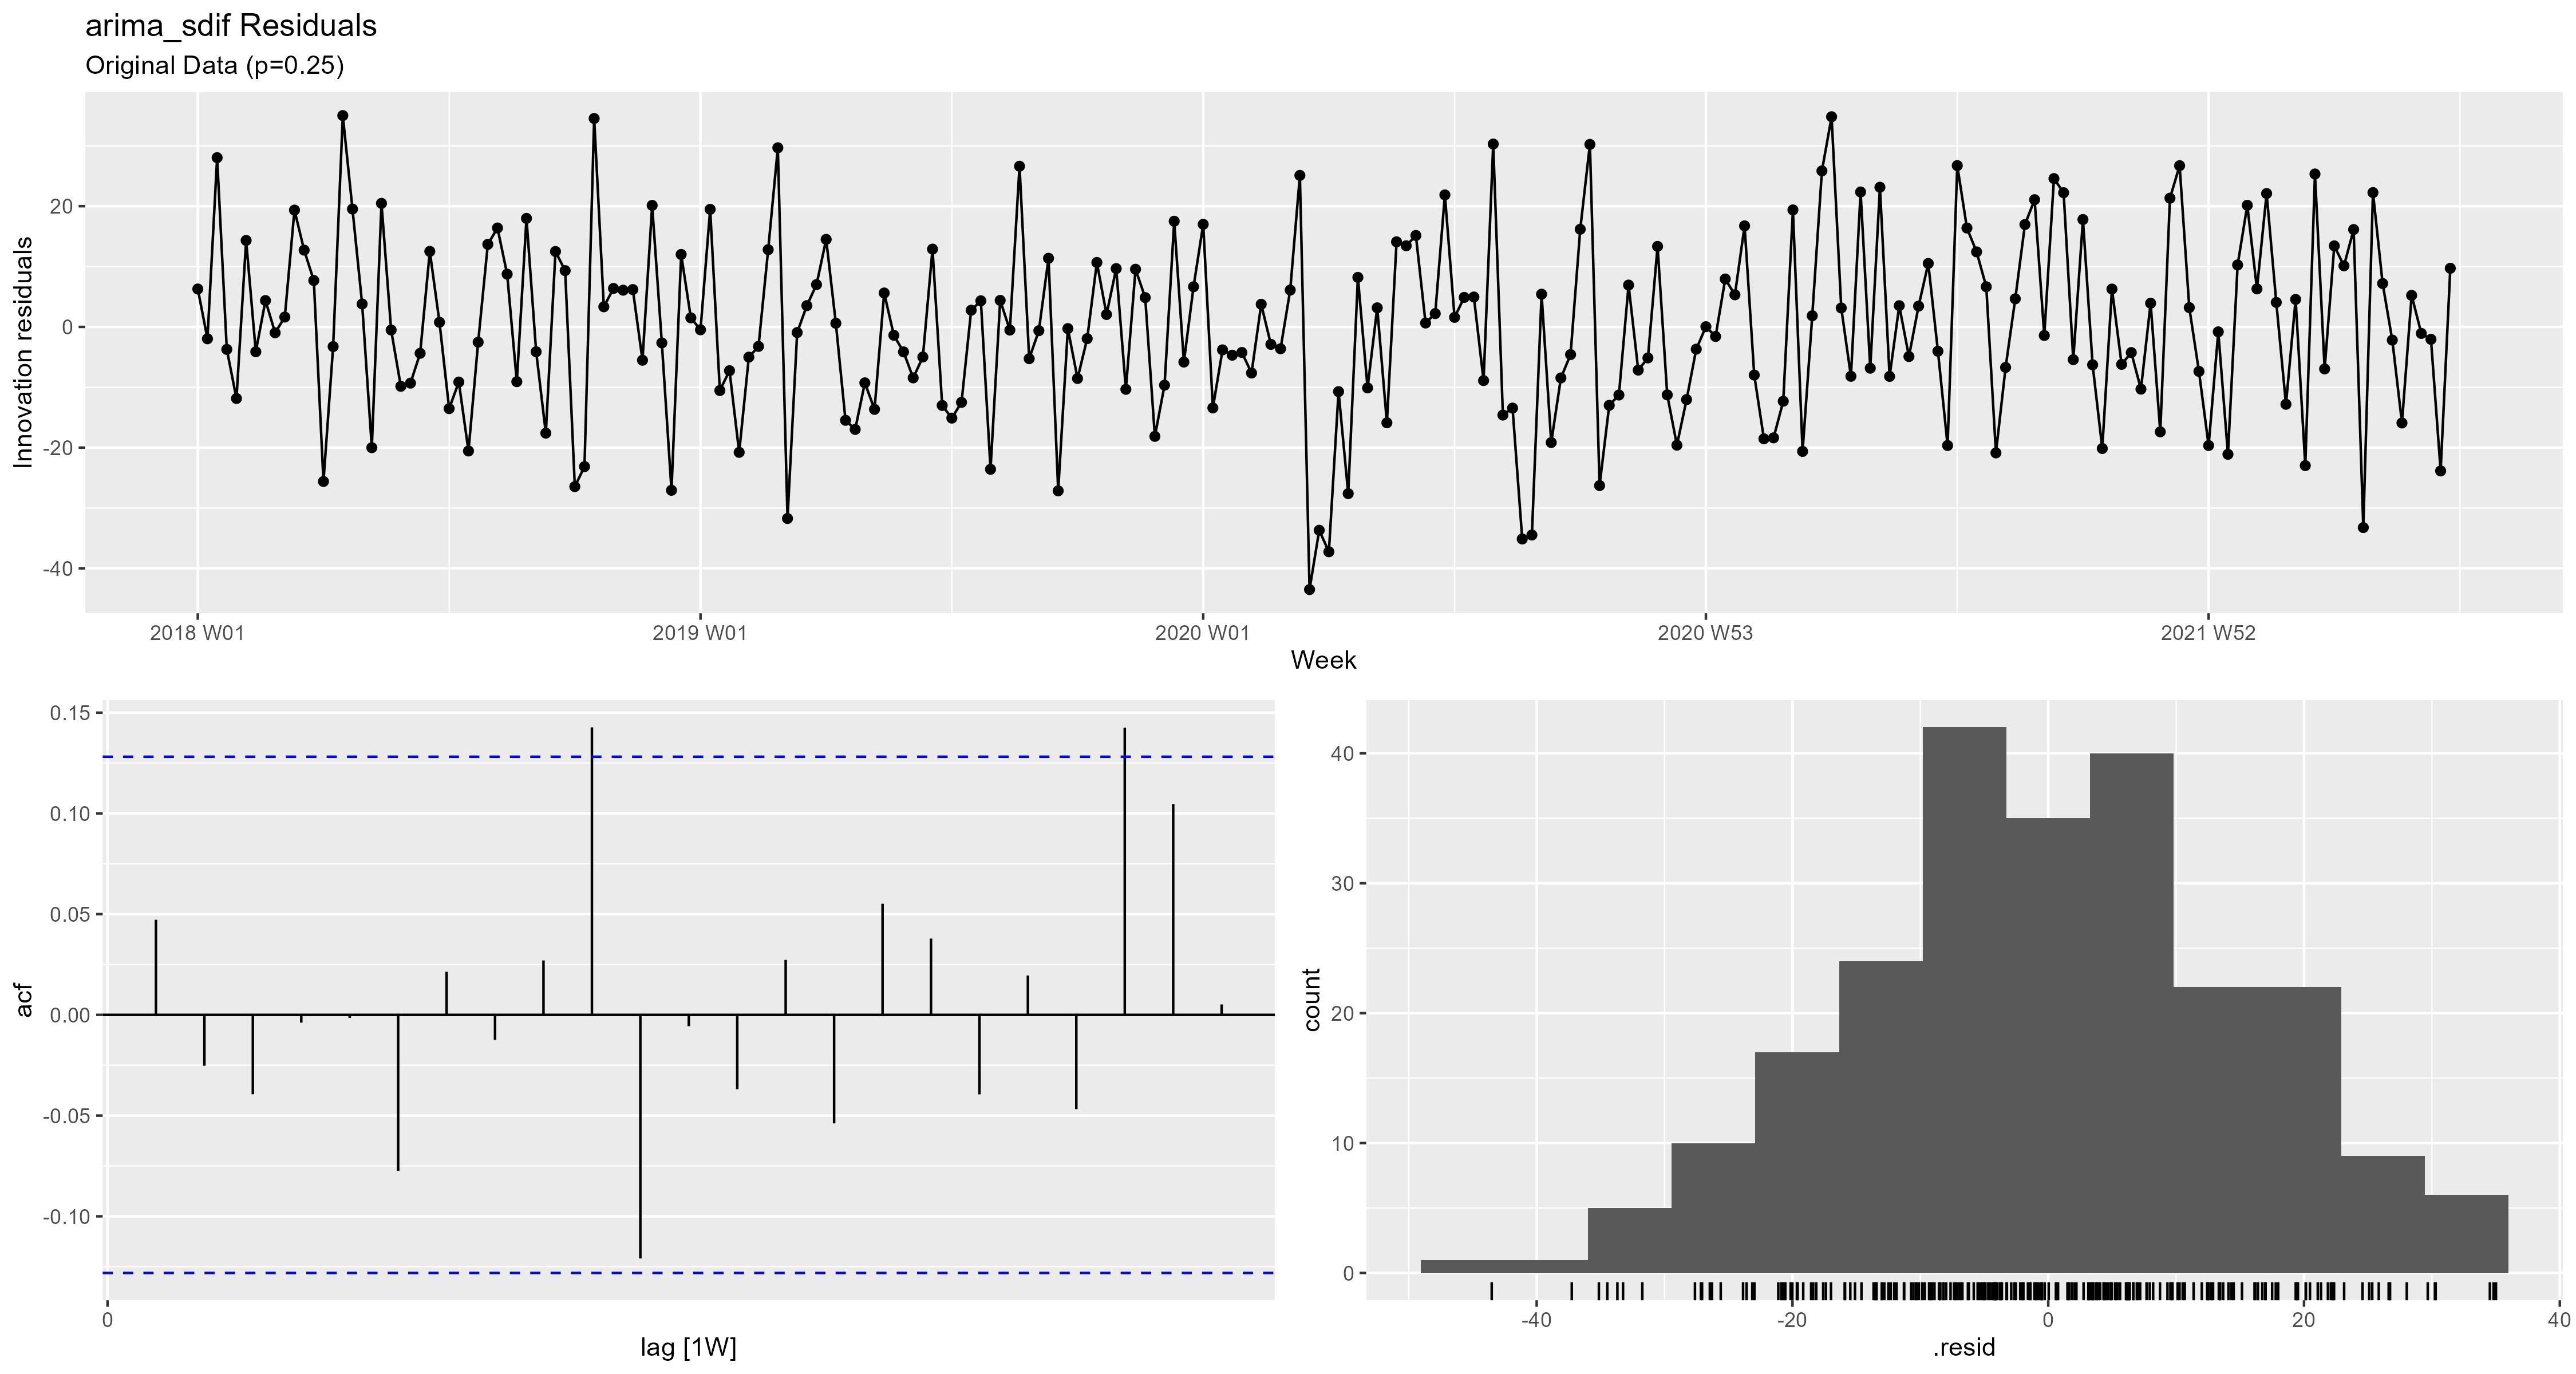 arima_sdif Residuals
Original Data (p=0.25)
Innovation residuals
20
0
-20
-40
2018 W01
2019 W01
2020 W01
2020 W53
2021 W52
Week
acf
0.15
0.10
0.05
0.00
-0.05
-0.10
0
lag [1W]
count
40
30
20
10
0
-40
-20
0
20
40
.resid